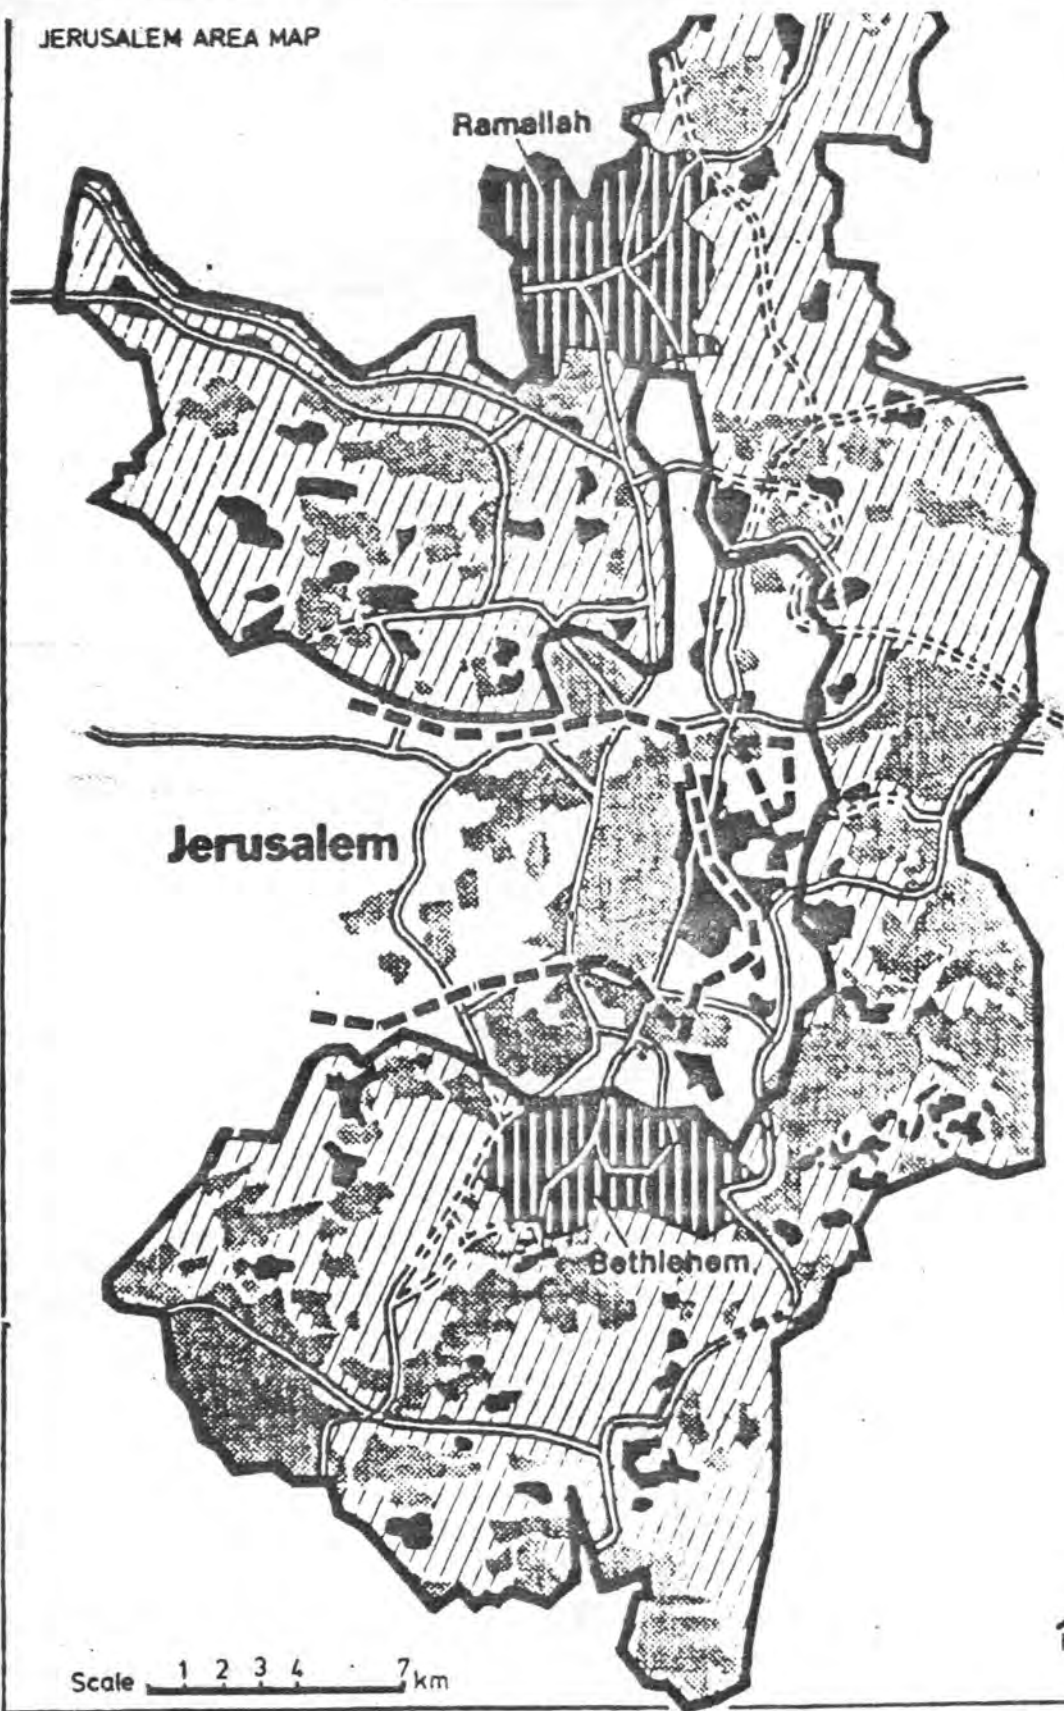 JERUSALEM AREA MAP
Ramallah
Jerusalem
Bethlehem
Scale 1 2 3 4 7 km